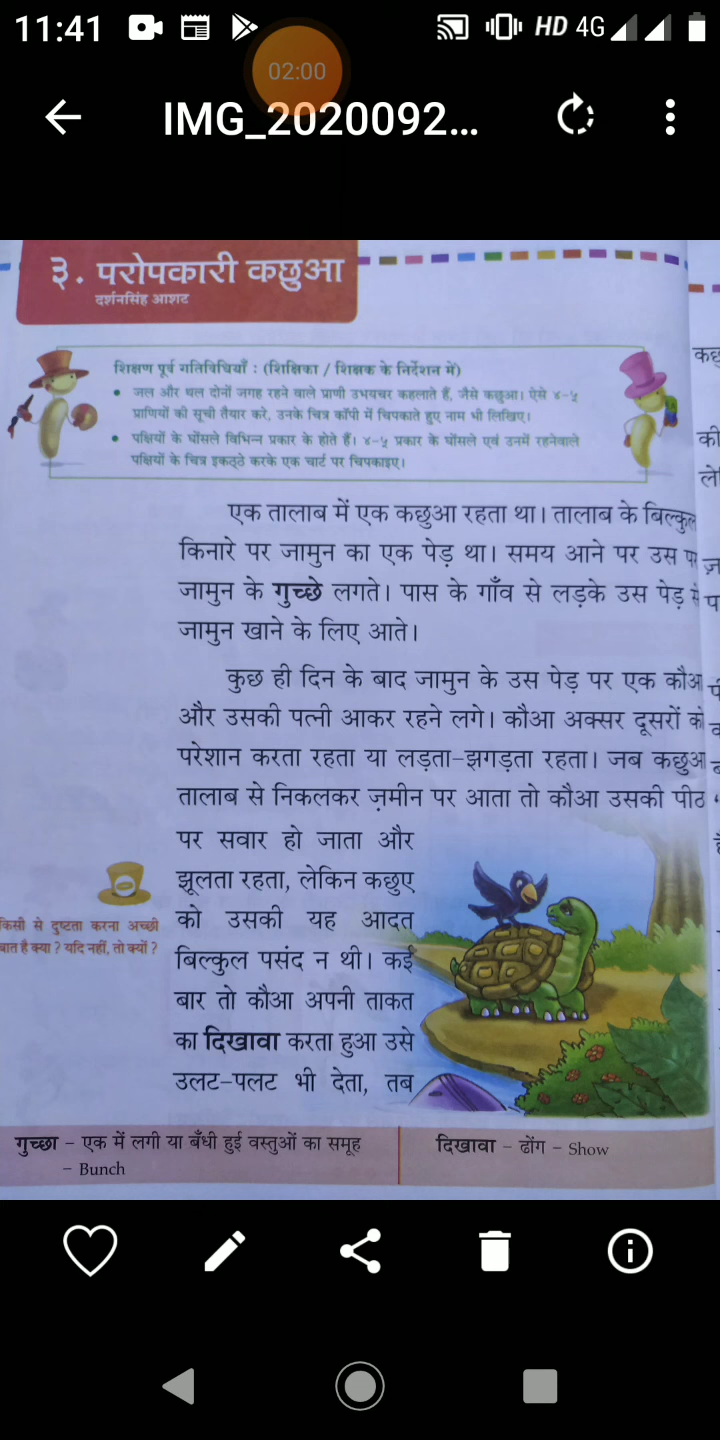 11:41
02:00
HD 4G
IMG_2020092...
३. परोपकारी कछुआ
दर्शनसिंह आशट
शिक्षण पूर्व गतिविधियाँ : (शिक्षिका / शिक्षक के निर्देशन में)
• जल और थल दोनों जगह रहने वाले प्राणी उभयचर कहलाते हैं, जैसे कछुआ। ऐसे ४-५
प्राणियों की सूची तैयार करे, उनके चित्र कॉपी में चिपकाते हुए नाम भी लिखिए।
• पक्षियों के घोंसले विभिन्न प्रकार के होते हैं। ४-५ प्रकार के घोंसले एवं उनमें रहनेवाले
पक्षियों के चित्र इकट्ठे करके एक चार्ट पर चिपकाइए।
एक तालाब में एक कछुआ रहता था। तालाब के बिल्कुल
किनारे पर जामुन का एक पेड़ था। समय आने पर उस पर
जामुन के गुच्छे लगते। पास के गाँव से लड़के उस पेड़ से
जामुन खाने के लिए आते।
कुछ ही दिन के बाद जामुन के उस पेड़ पर एक कौआ
और उसकी पत्नी आकर रहने लगे। कौआ अक्सर दूसरों को
परेशान करता रहता या लड़ता-झगड़ता रहता। जब कछुआ
तालाब से निकलकर ज़मीन पर आता तो कौआ उसकी पीठ
पर सवार हो जाता और
झूलता रहता, लेकिन कछुए
को उसकी यह आदत
बिल्कुल पसंद न थी। कई
बार तो कौआ अपनी ताकत
का दिखावा करता हुआ उसे
उलट-पलट भी देता, तब
किसी से दुष्टता करना अच्छी
बात है क्या ? यदि नहीं, तो क्यों ?
गुच्छा - एक में लगी या बँधी हुई वस्तुओं का समूह
- Bunch
दिखावा - ढोंग - Show